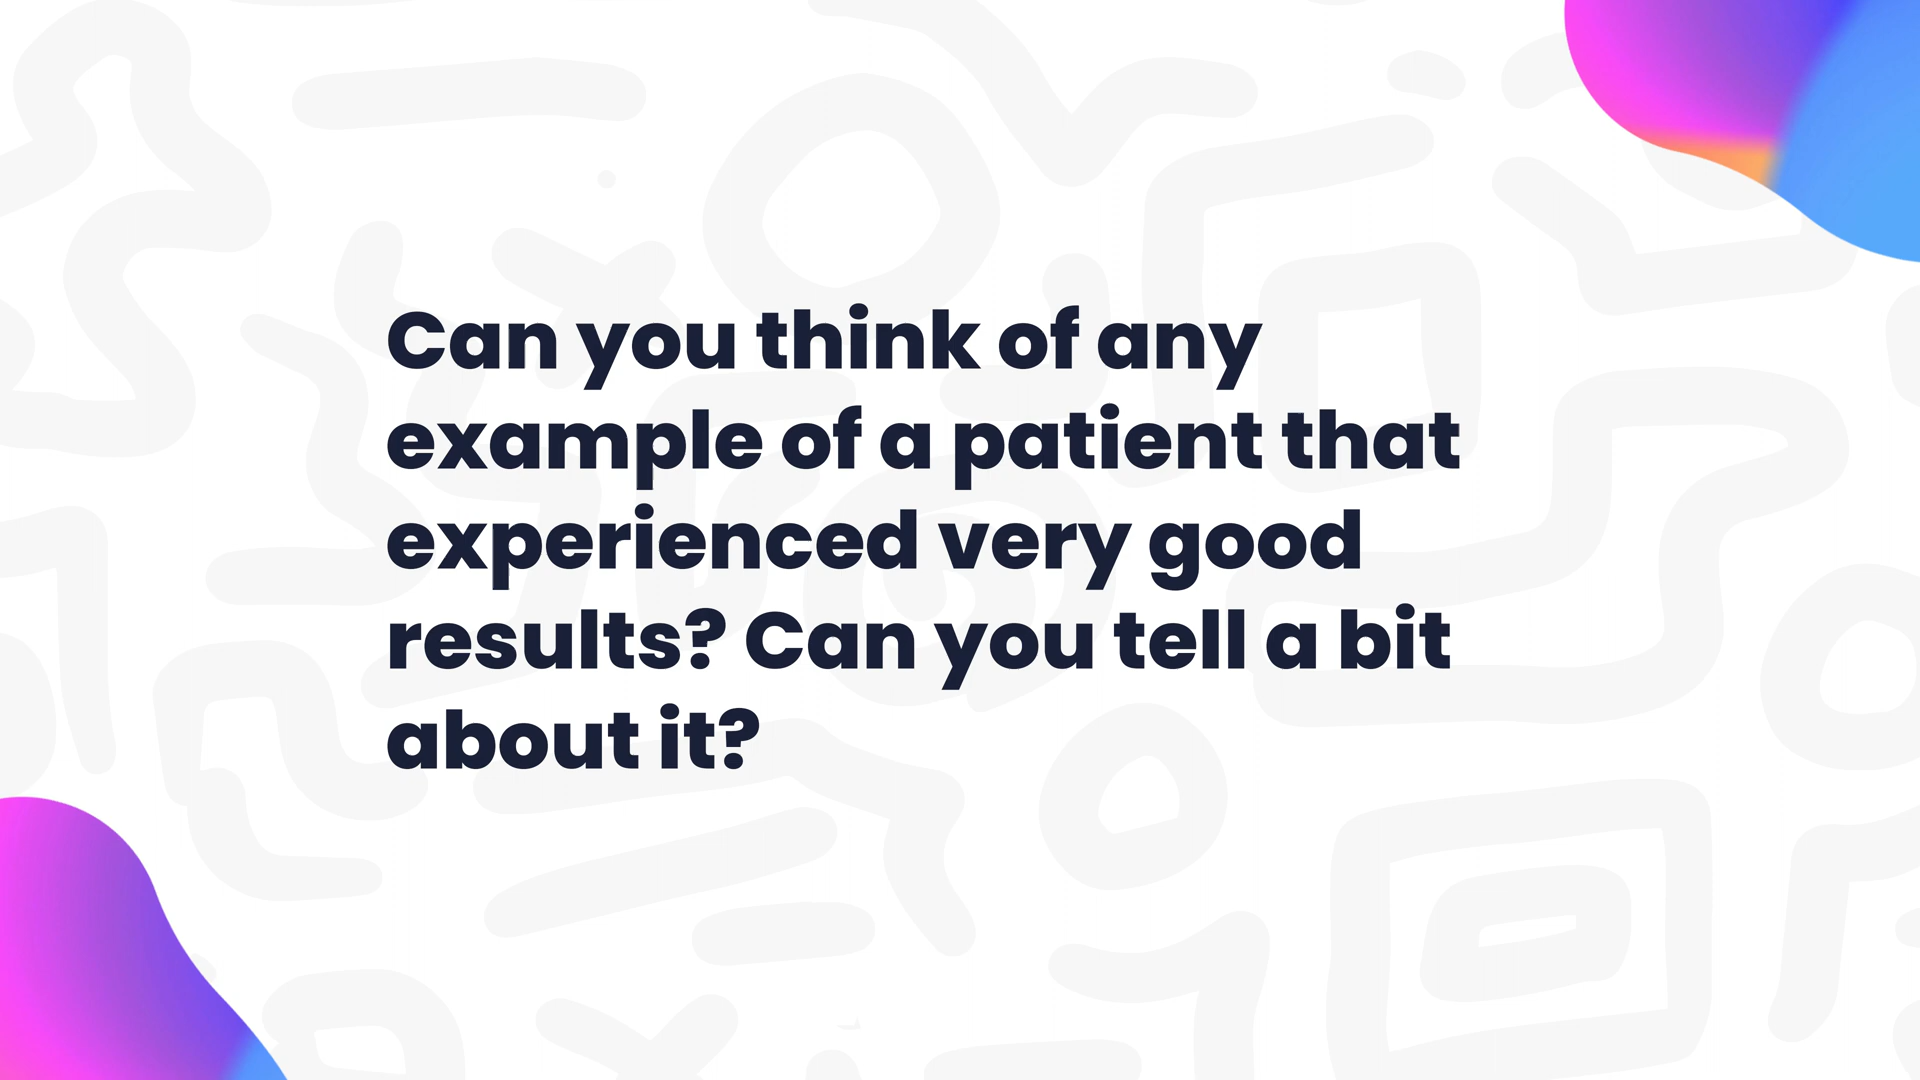 Can you think of any
example of a patient that
experienced very good
results? Can you tell a bit
about it?